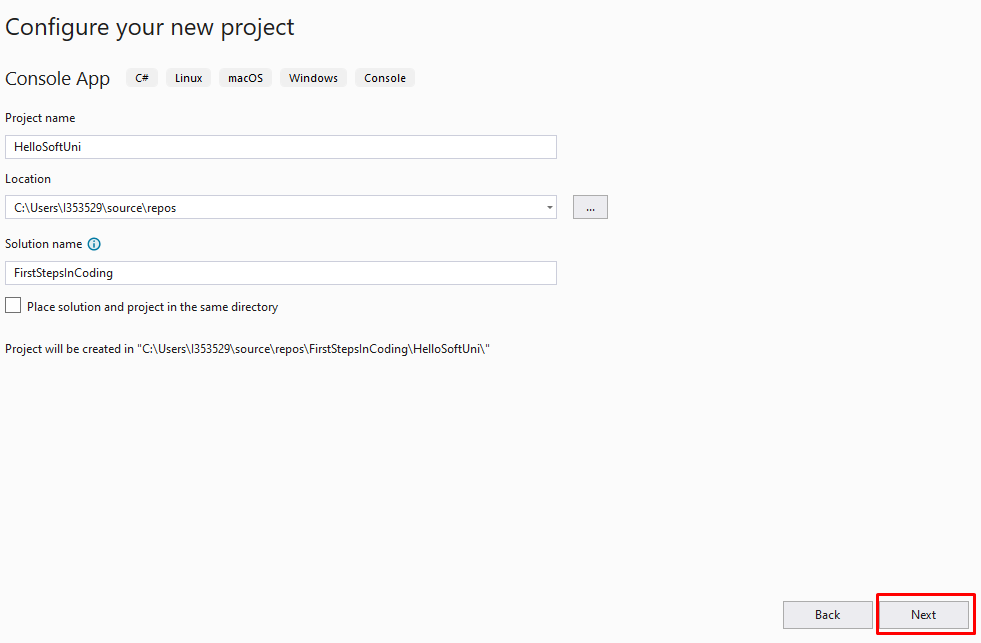 Configure your new project
Console App C# Linux macOS Windows Console
Project name
HelloSoftUni
Location
C:\Users\I353529\source\repos
...
Solution name
FirstStepsInCoding
Place solution and project in the same directory
Project will be created in "C:\Users\I353529\source\repos\FirstStepsInCoding\HelloSoftUni\"
Back Next